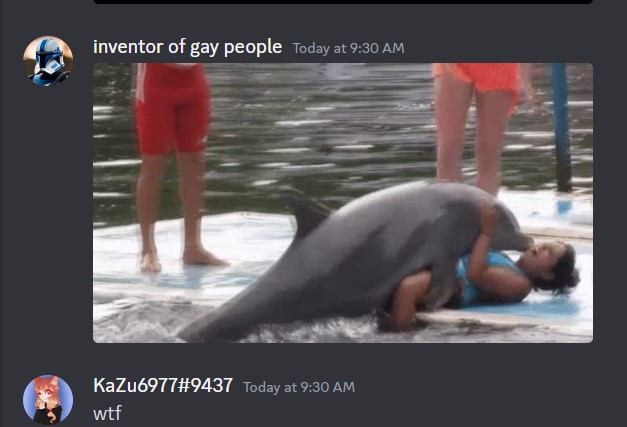 inventor of gay people Today at 9:30 AM
KaZu6977#9437 Today at 9:30 AM
wtf